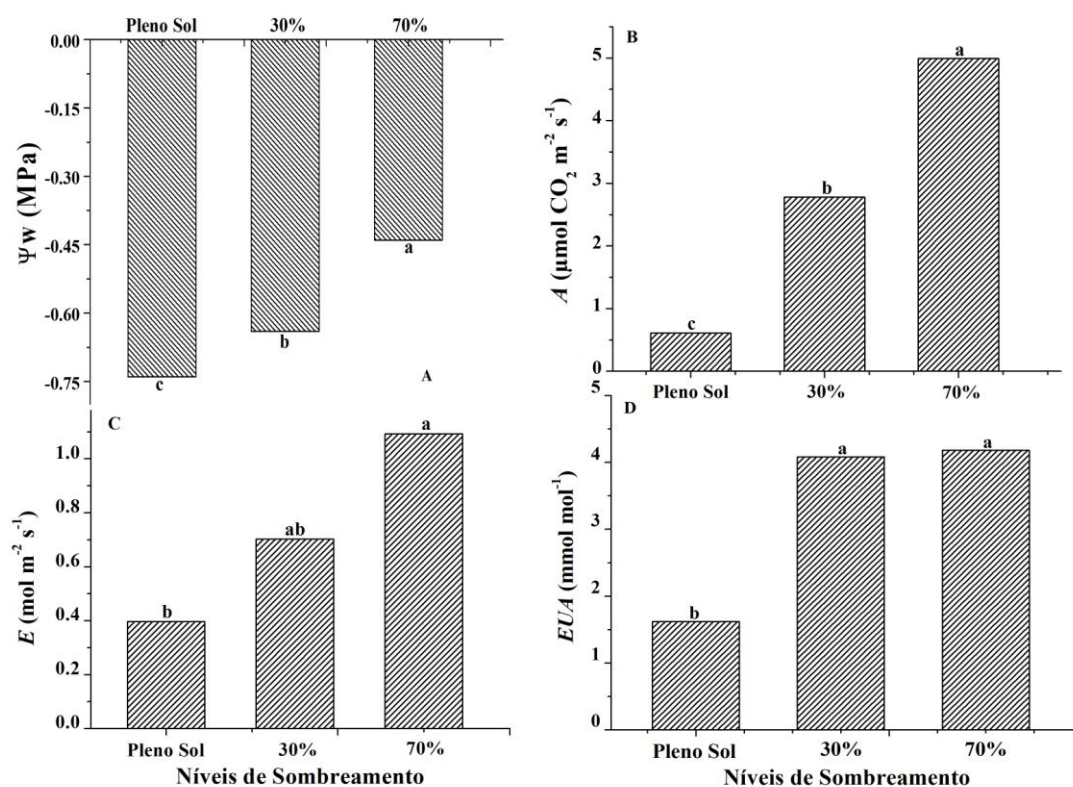 Pleno Sol 30% 70%
0.00
-0.15
-0.30
-0.45
-0.60
-0.75
Ψw (MPa)
c
b
a
A
B
5
4
3
2
1
0
A (µmol CO₂ m⁻² s⁻¹)
c
b
a
Pleno Sol 30% 70%
C
1.0
0.8
0.6
0.4
0.2
0.0
E (mol m⁻² s⁻¹)
b
ab
a
Pleno Sol 30% 70%
Níveis de Sombreamento
D
5
4
3
2
1
0
EUA (mmol mol⁻¹)
b
a
a
Pleno Sol 30% 70%
Níveis de Sombreamento